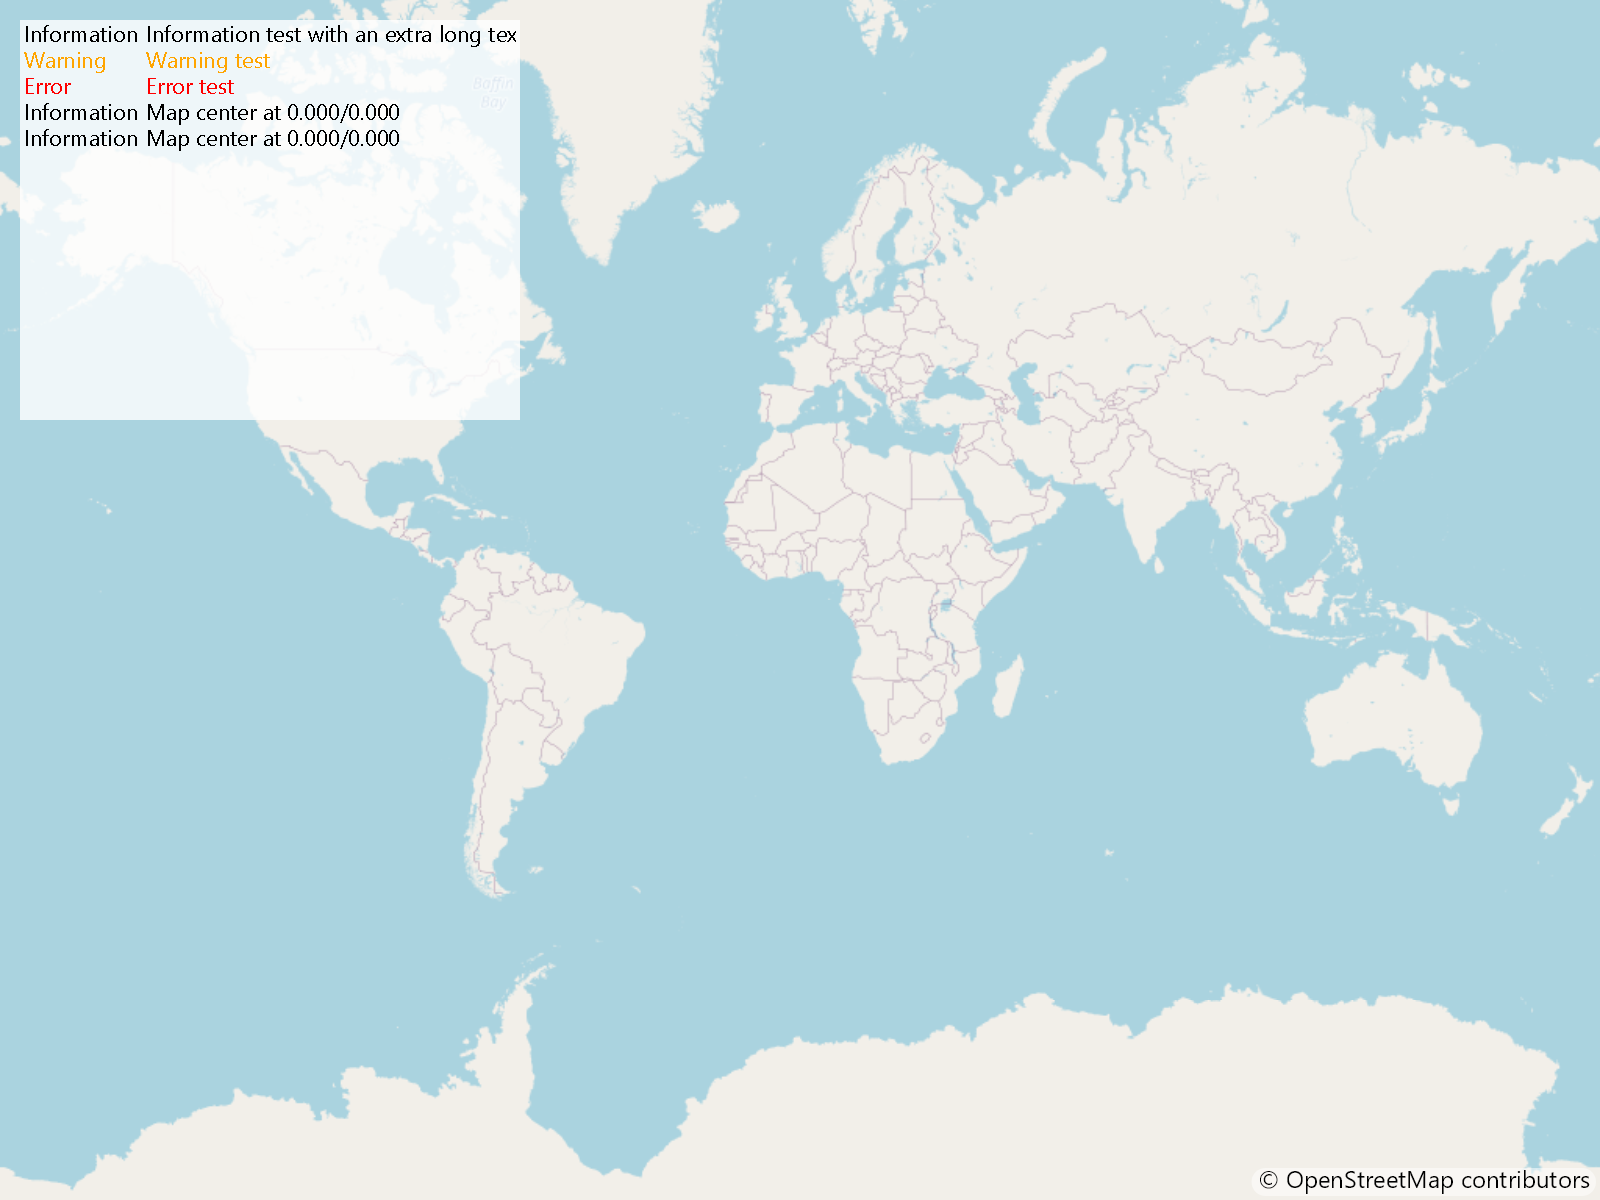 Information Information test with an extra long tex
Warning Warning test
Error Error test
Information Map center at 0.000/0.000
Information Map center at 0.000/0.000
Baffin
Bay
© OpenStreetMap contributors